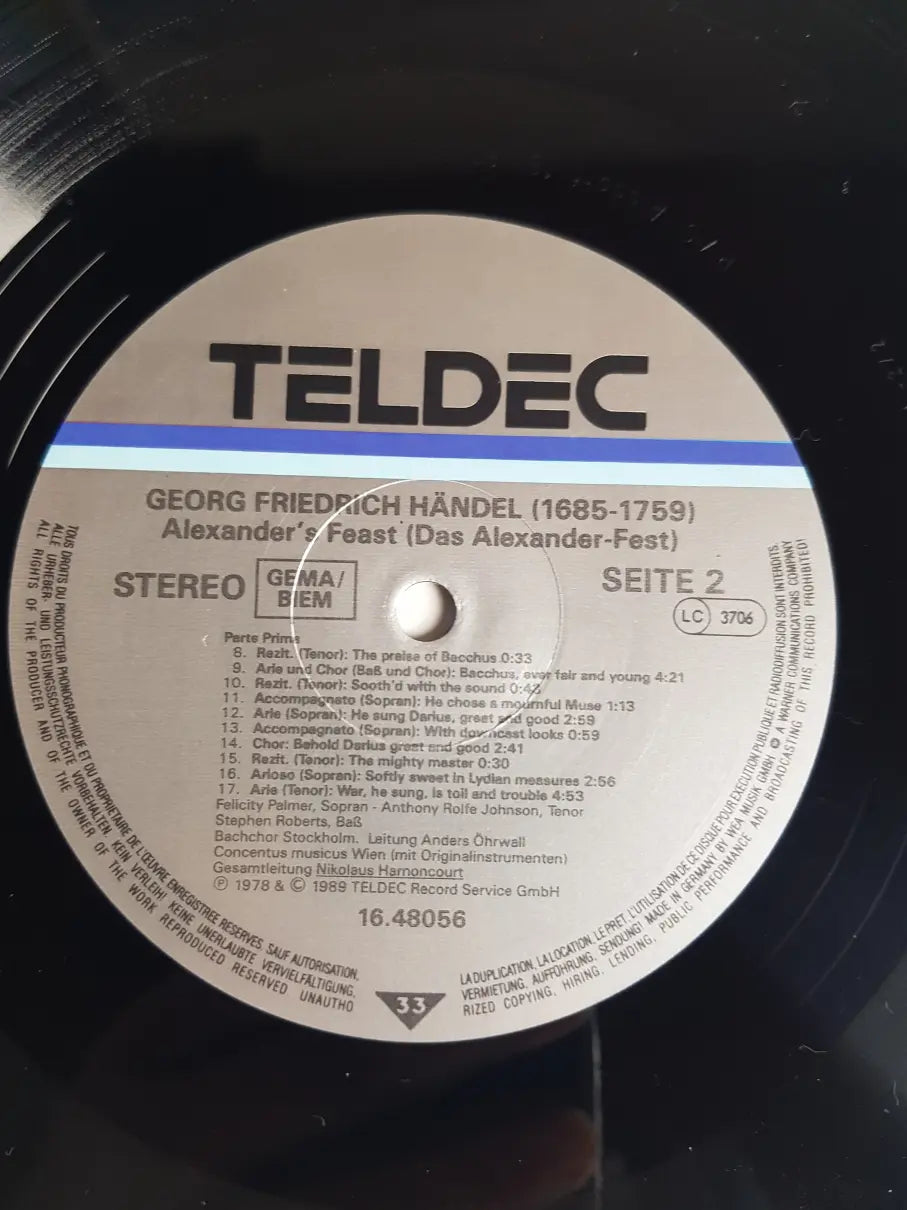 TELDEC
GEORG FRIEDRICH HÄNDEL (1685-1759)
Alexander's Feast (Das Alexander-Fest)
STEREO
GEMA/
BIEM
SEITE 2
LC 3706
Parte Prima
8. Rezit. (Tenor): The praise of Bacchus 0:33
9. Arie und Chor (Baß und Chor): Bacchus, ever fair and young 4:21
10. Rezit. (Tenor): Sooth'd with the sound 0:43
11. Accompagnato (Sopran): He chose a mournful Muse 1:13
12. Arie (Sopran): He sung Darius, great and good 2:59
13. Accompagnato (Sopran): With downcast looks 0:59
14. Chor: Behold Darius great and good 2:41
15. Rezit. (Tenor): The mighty master 0:30
16. Arioso (Sopran): Softly sweet in Lydian measures 2:56
17. Arie (Tenor): War, he sung, is toil and trouble 4:53
Felicity Palmer, Sopran - Anthony Rolfe Johnson, Tenor
Stephen Roberts, Baß
Bachchor Stockholm. Leitung Anders Öhrwall
Concentus musicus Wien (mit Originalinstrumenten)
Gesamtleitung Nikolaus Harnoncourt
℗ 1978 & © 1989 TELDEC Record Service GmbH
16.48056
33
TOUS DROITS DU PRODUCTEUR PHONOGRAPHIQUE ET DU PROPRIETAIRE DE L'ŒUVRE ENREGISTREE RESERVES. SAUF AUTORISATION,
LA DUPLICATION, LA LOCATION, LE PRET, L'UTILISATION DE CE DISQUE POUR EXECUTION PUBLIQUE ET RADIODIFFUSION SONT INTERDITS.
ALLE URHEBER- UND LEISTUNGSSCHUTZRECHTE VORBEHALTEN. KEIN VERLEIH! KEINE UNERLAUBTE VERVIELFÄLTIGUNG,
VERMIETUNG, AUFFÜHRUNG, SENDUNG! MADE IN GERMANY BY WEA MUSIK GMBH. A WARNER COMMUNICATIONS COMPANY
ALL RIGHTS OF THE PRODUCER AND OF THE OWNER OF THE WORK REPRODUCED RESERVED UNAUTHO
RIZED COPYING, HIRING, LENDING, PUBLIC PERFORMANCE AND BROADCASTING OF THIS RECORD PROHIBITED!